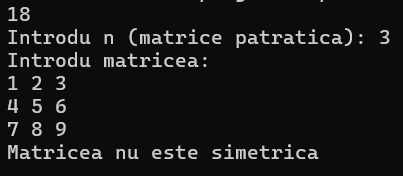 18
Introdu n (matrice patratica): 3
Introdu matricea:
1 2 3
4 5 6
7 8 9
Matricea nu este simetrica